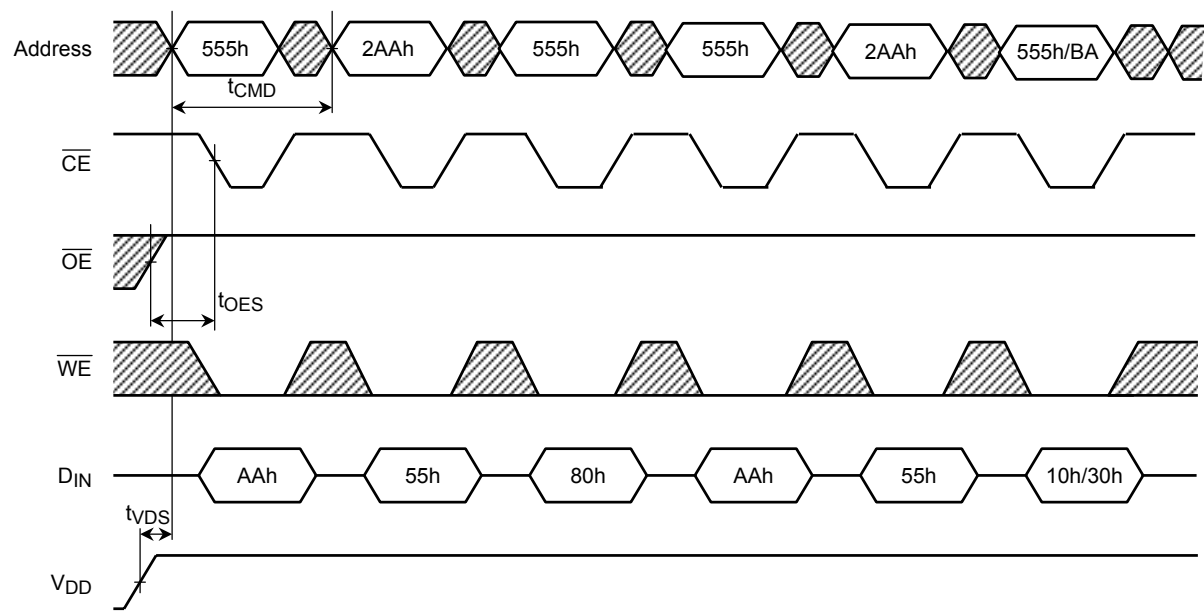 Address 555h 2AAh 555h 555h 2AAh 555h/BA
tCMD
CE
OE
tOES
WE
DIN AAh 55h 80h AAh 55h 10h/30h
tVDS
VDD